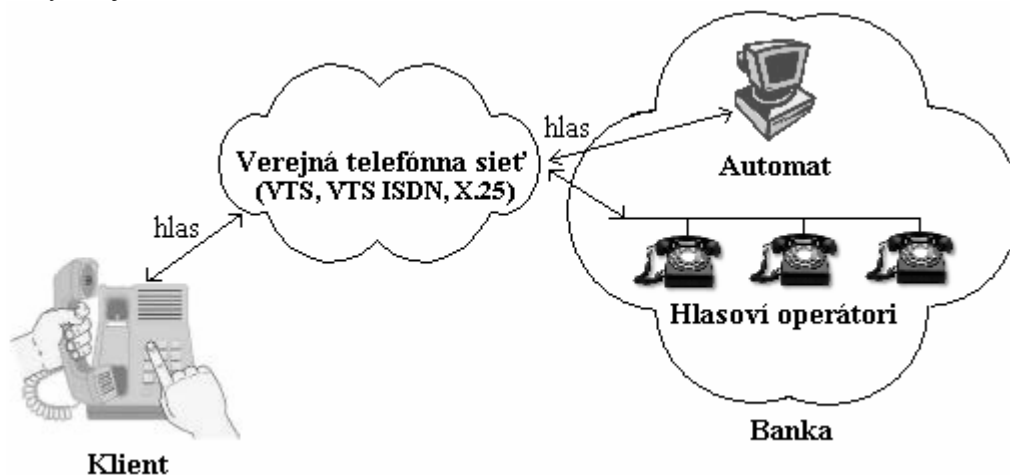 hlas
Verejná telefónna sieť
(VTS, VTS ISDN, X.25)
hlas
Automat
Hlasoví operátori
Banka
Klient